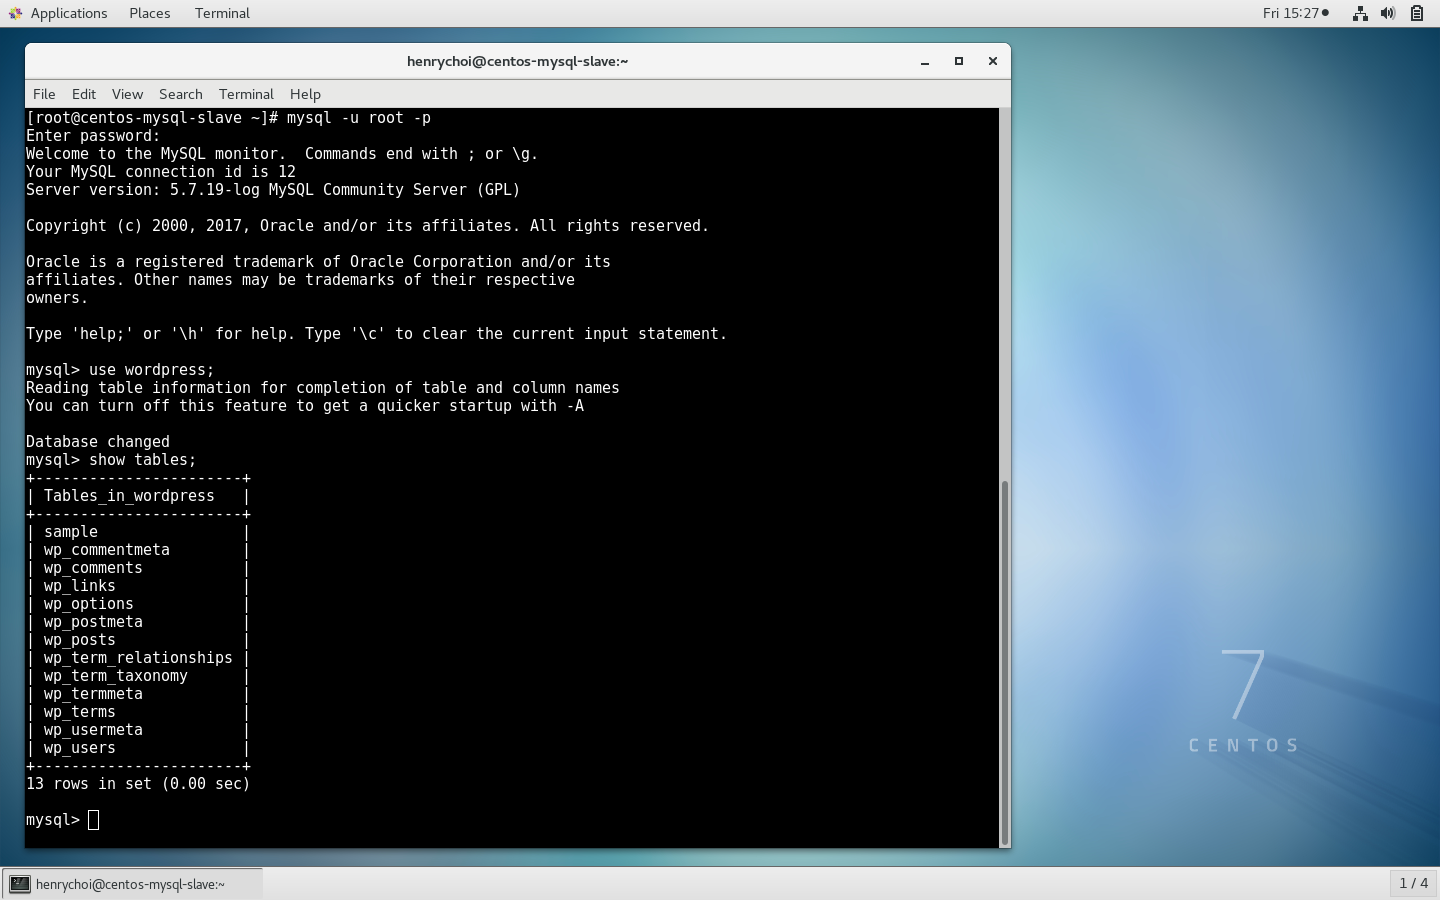 Applications Places Terminal Fri 15:27
henrychoi@centos-mysql-slave:~
File Edit View Search Terminal Help
[root@centos-mysql-slave ~]# mysql -u root -p
Enter password:
Welcome to the MySQL monitor.  Commands end with ; or \g.
Your MySQL connection id is 12
Server version: 5.7.19-log MySQL Community Server (GPL)

Copyright (c) 2000, 2017, Oracle and/or its affiliates. All rights reserved.

Oracle is a registered trademark of Oracle Corporation and/or its
affiliates. Other names may be trademarks of their respective
owners.

Type 'help;' or '\h' for help. Type '\c' to clear the current input statement.

mysql> use wordpress;
Reading table information for completion of table and column names
You can turn off this feature to get a quicker startup with -A

Database changed
mysql> show tables;
+-----------------------+
| Tables_in_wordpress   |
+-----------------------+
| sample                |
| wp_commentmeta        |
| wp_comments           |
| wp_links              |
| wp_options            |
| wp_postmeta           |
| wp_posts              |
| wp_term_relationships |
| wp_term_taxonomy      |
| wp_termmeta           |
| wp_terms              |
| wp_usermeta           |
| wp_users              |
+-----------------------+
13 rows in set (0.00 sec)

mysql>
7
CENTOS
henrychoi@centos-mysql-slave:~
1 / 4